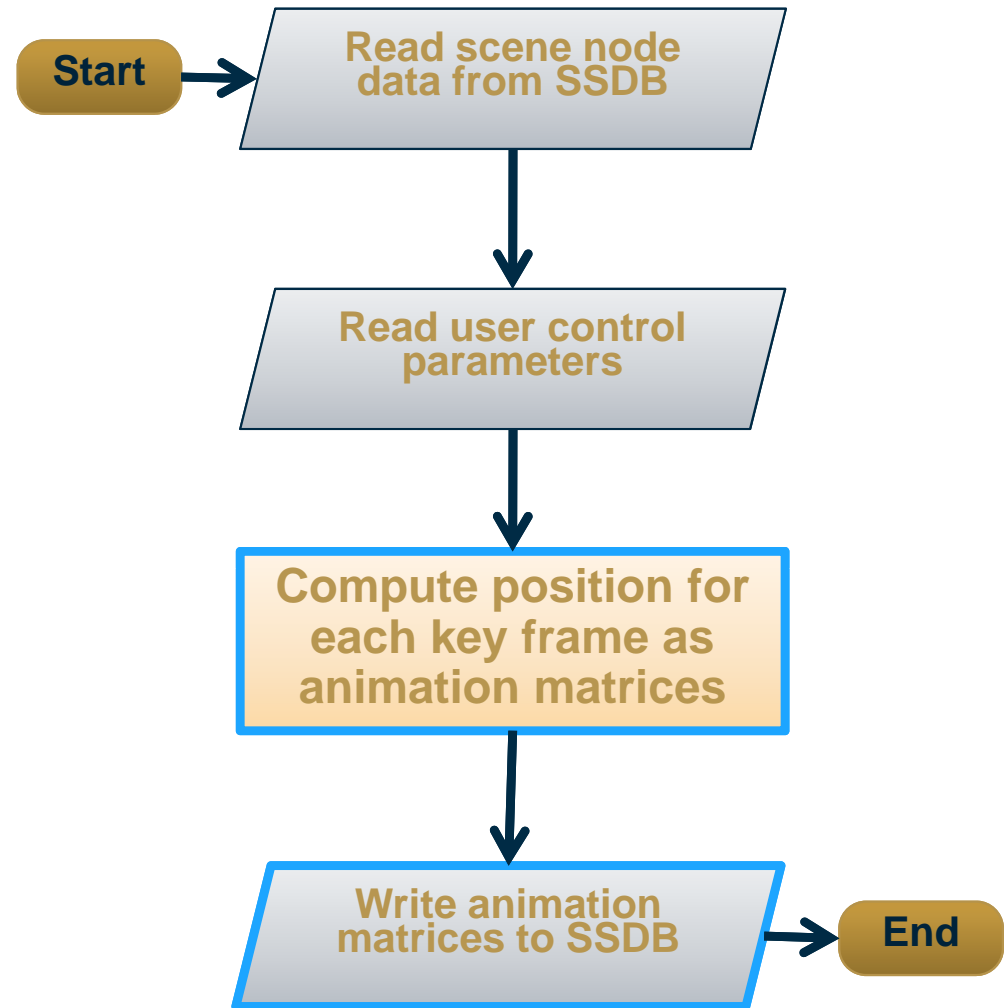 Start
Read scene node
data from SSDB
Read user control
parameters
Compute position for
each key frame as
animation matrices
Write animation
matrices to SSDB
End